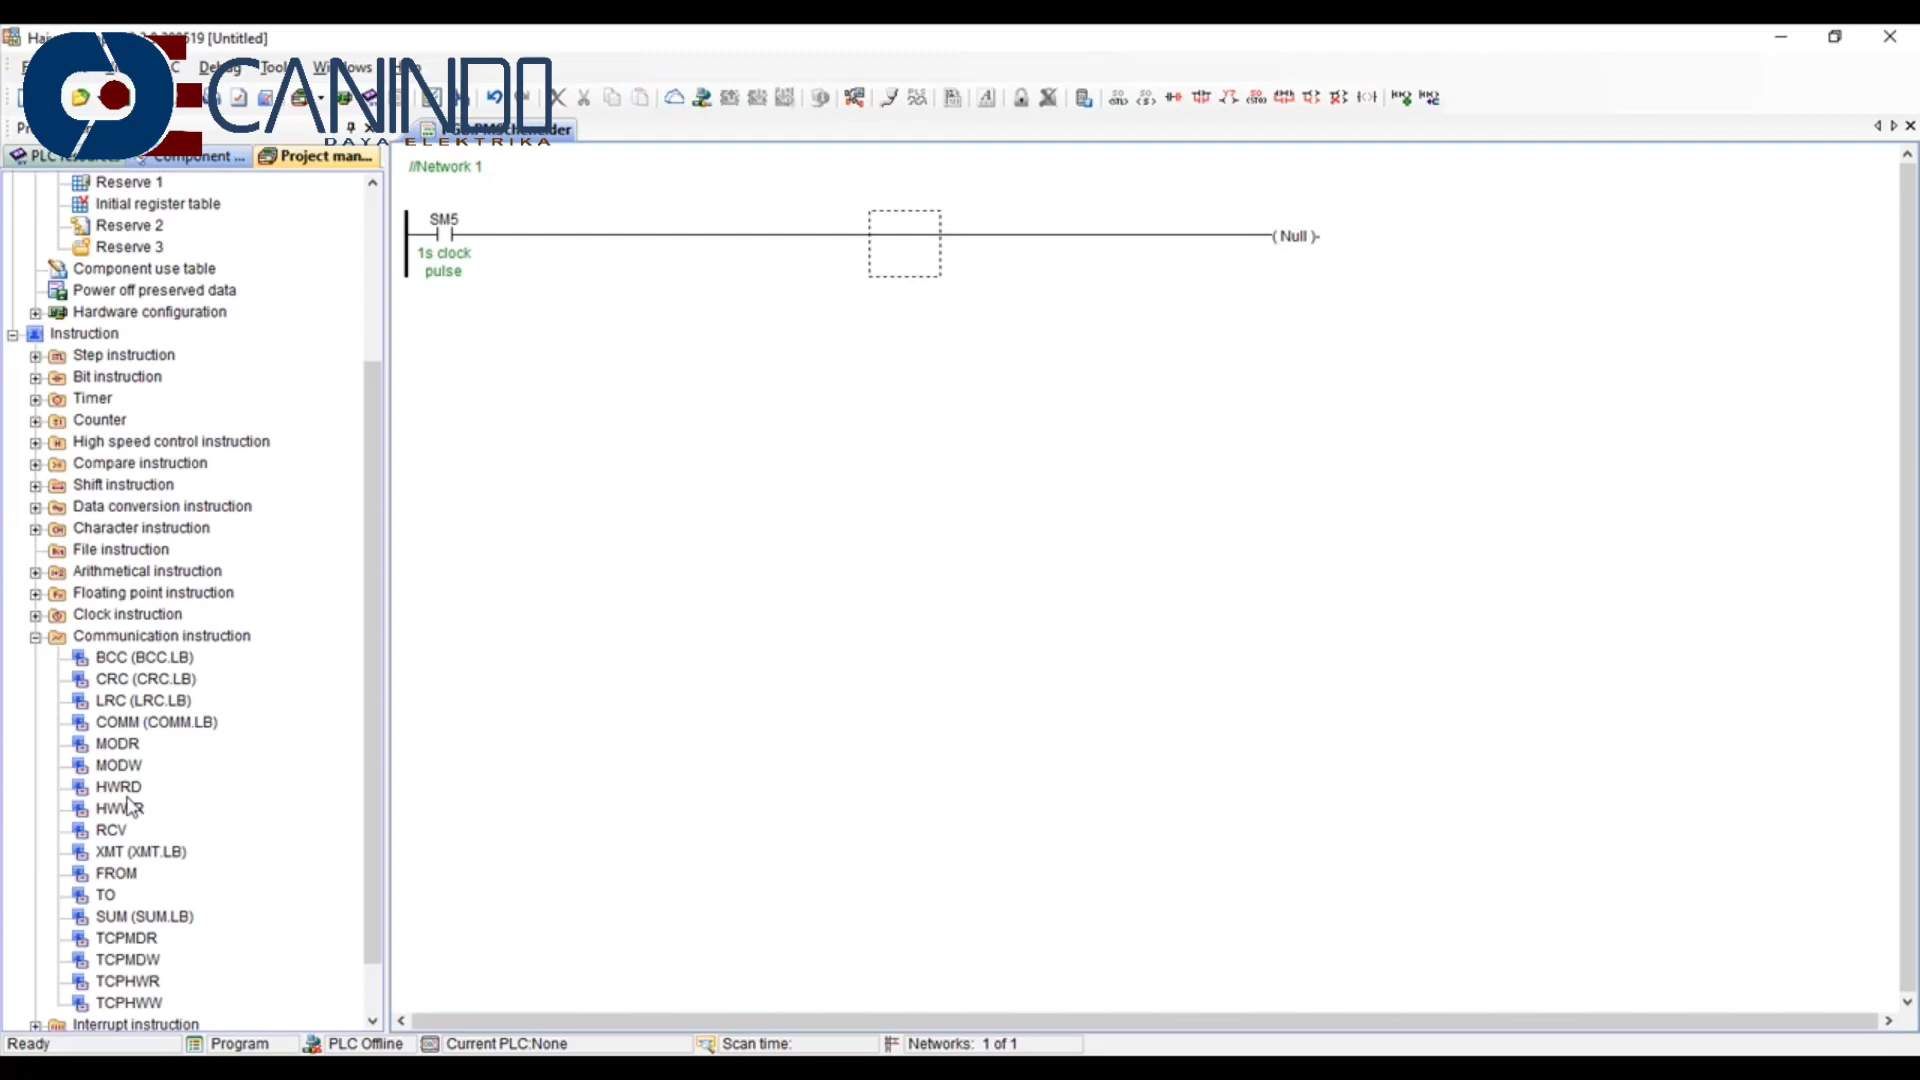 19 [Untitled]
CANINDO
DAYA ELEKTRIKA
Project man...
Reserve 1
Initial register table
Reserve 2
Reserve 3
Component use table
Power off preserved data
Hardware configuration
Instruction
Step instruction
Bit instruction
Timer
Counter
High speed control instruction
Compare instruction
Shift instruction
Data conversion instruction
Character instruction
File instruction
Arithmetical instruction
Floating point instruction
Clock instruction
Communication instruction
BCC (BCC.LB)
CRC (CRC.LB)
LRC (LRC.LB)
COMM (COMM.LB)
MODR
MODW
HWRD
HWWR
RCV
XMT (XMT.LB)
FROM
TO
SUM (SUM.LB)
TCPMDR
TCPMDW
TCPHWR
TCPHWW
Interrupt instruction
//Network 1
SM5
1s clock
pulse
( Null )-
Ready Program PLC Offline Current PLC:None Scan time: Networks: 1 of 1